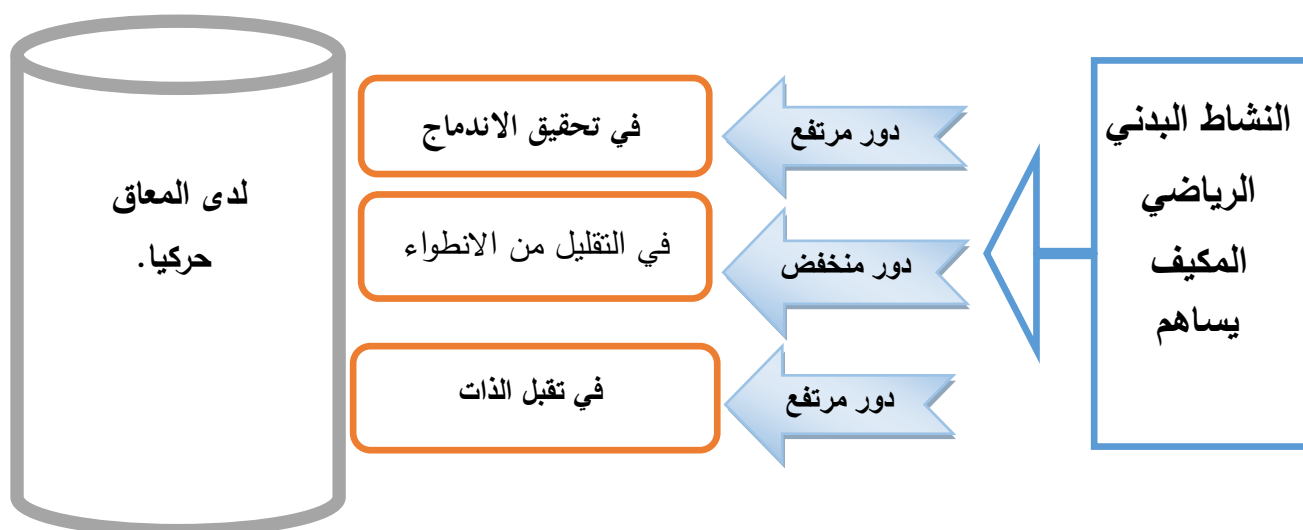 النشاط البدني
الرياضي
المكيف
يساهم
دور مرتفع
في تحقيق الاندماج
دور منخفض
في التقليل من الانطواء
دور مرتفع
في تقبل الذات
لدى المعاق
حركيا.